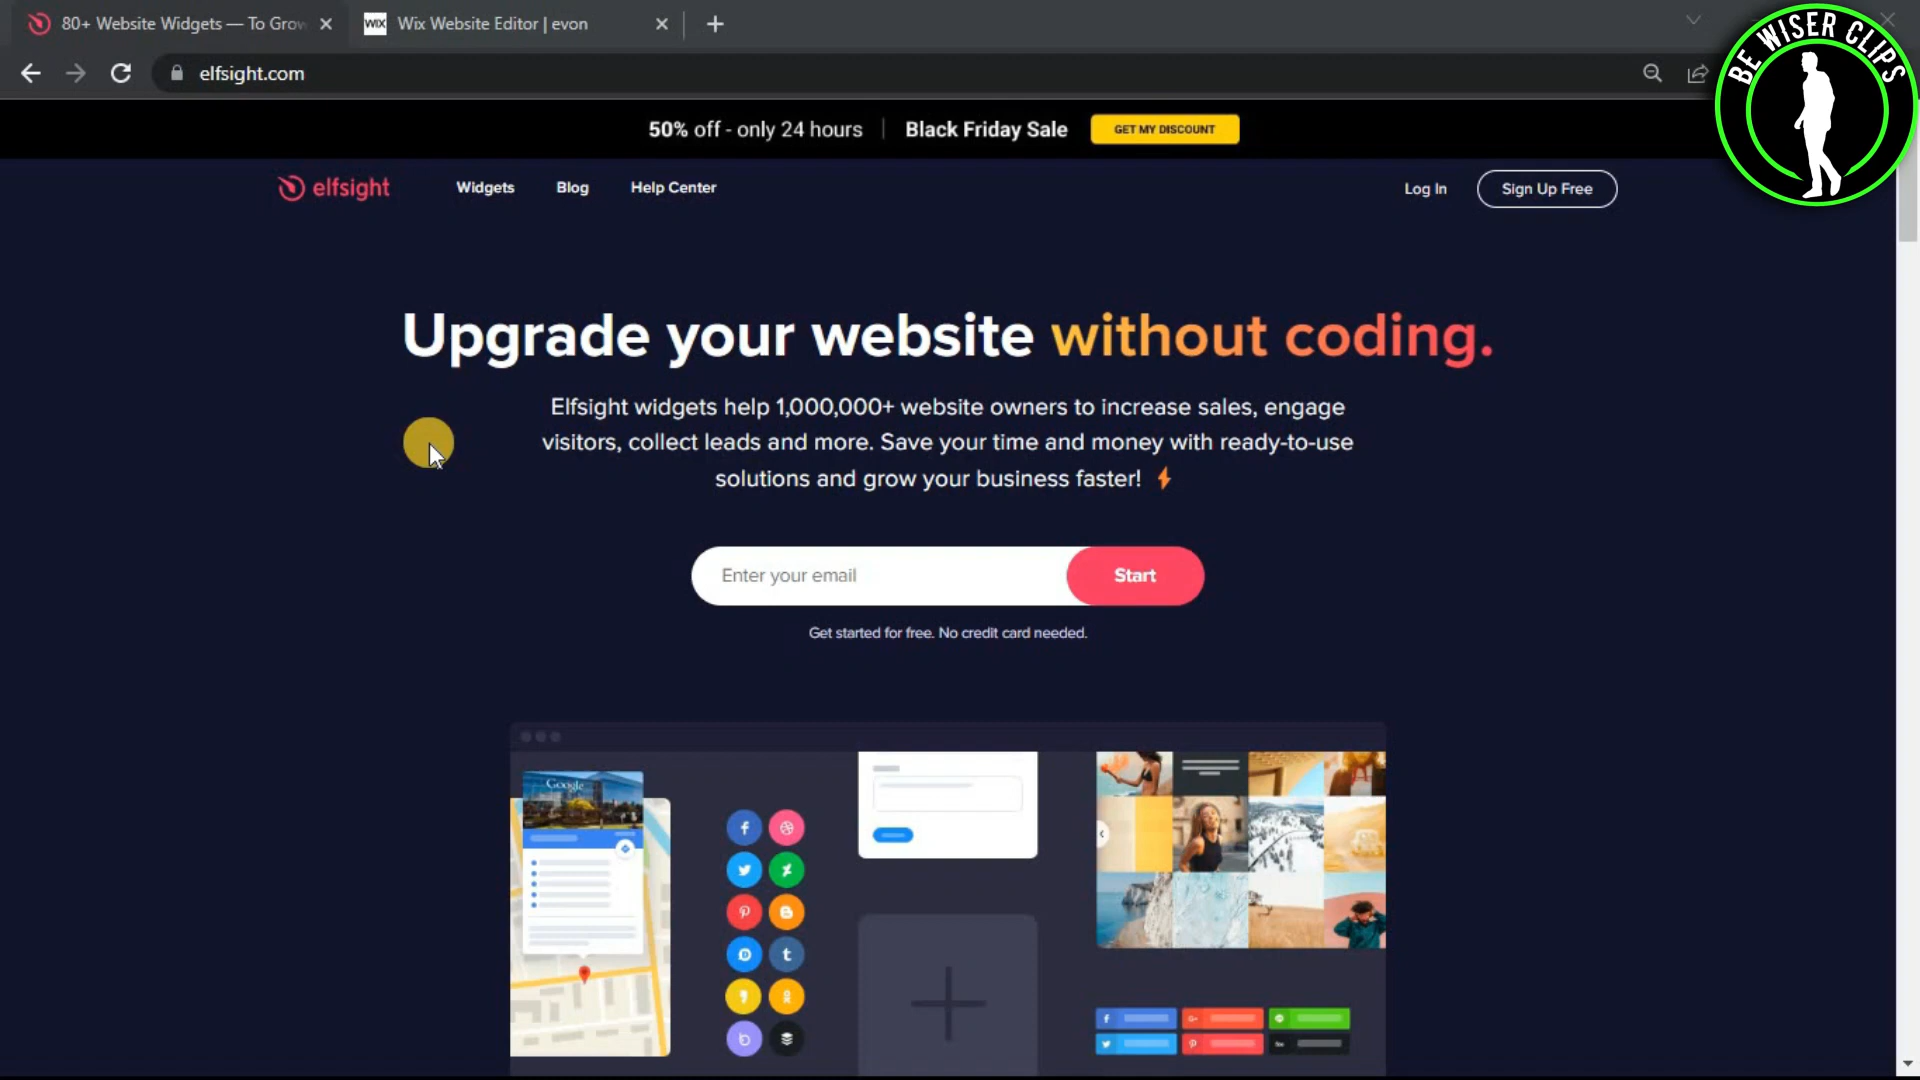 80+ Website Widgets — To Grow
WIX Wix Website Editor | evon
elfsight.com
BE WISER CLIPS
50% off - only 24 hours | Black Friday Sale GET MY DISCOUNT
elfsight Widgets Blog Help Center Log In Sign Up Free
Upgrade your website without coding.
Elfsight widgets help 1,000,000+ website owners to increase sales, engage
visitors, collect leads and more. Save your time and money with ready-to-use
solutions and grow your business faster!
Enter your email Start
Get started for free. No credit card needed.
Google